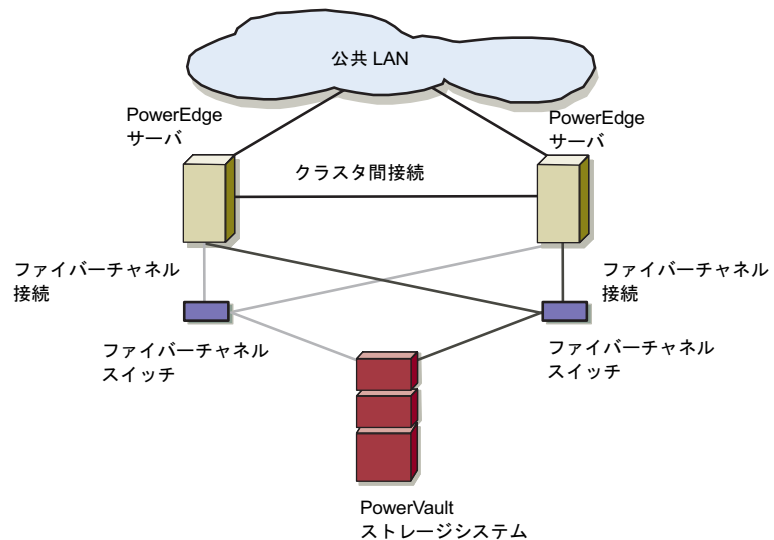 公共 LAN
PowerEdge
サーバ
PowerEdge
サーバ
クラスタ間接続
ファイバーチャネル
接続
ファイバーチャネル
接続
ファイバーチャネル
スイッチ
ファイバーチャネル
スイッチ
PowerVault
ストレージシステム